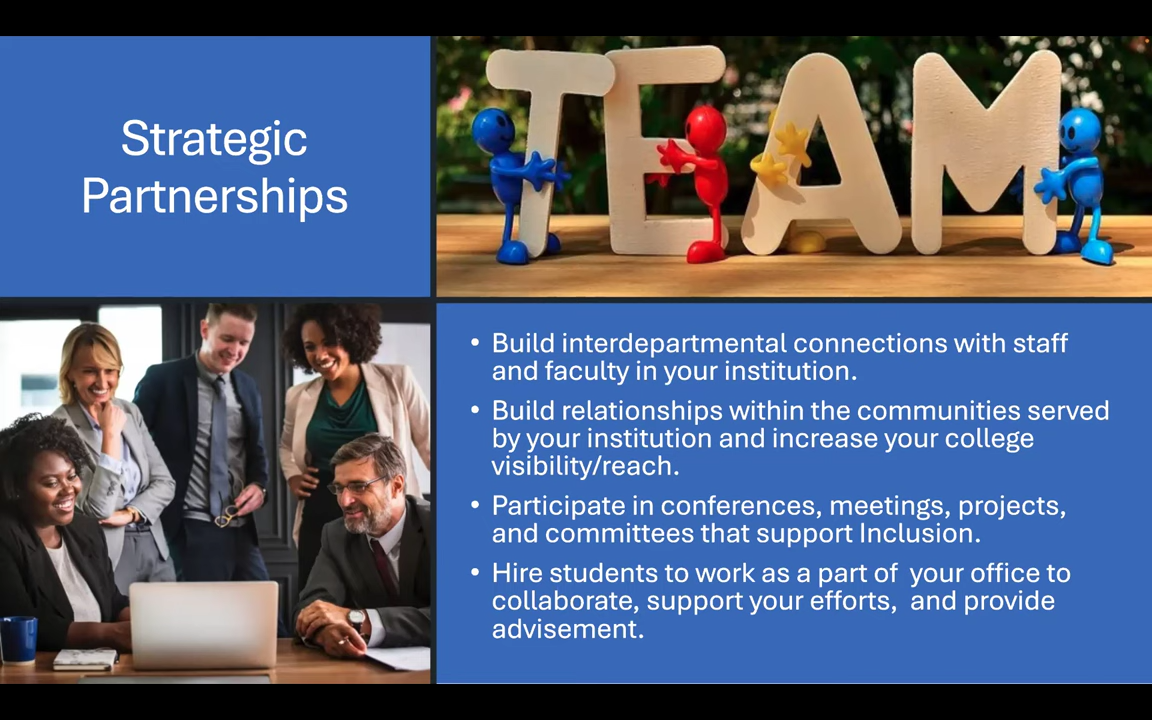 Strategic
Partnerships
TEAM
• Build interdepartmental connections with staff
and faculty in your institution.
• Build relationships within the communities served
by your institution and increase your college
visibility/reach.
• Participate in conferences, meetings, projects,
and committees that support Inclusion.
• Hire students to work as a part of  your office to
collaborate, support your efforts,  and provide
advisement.